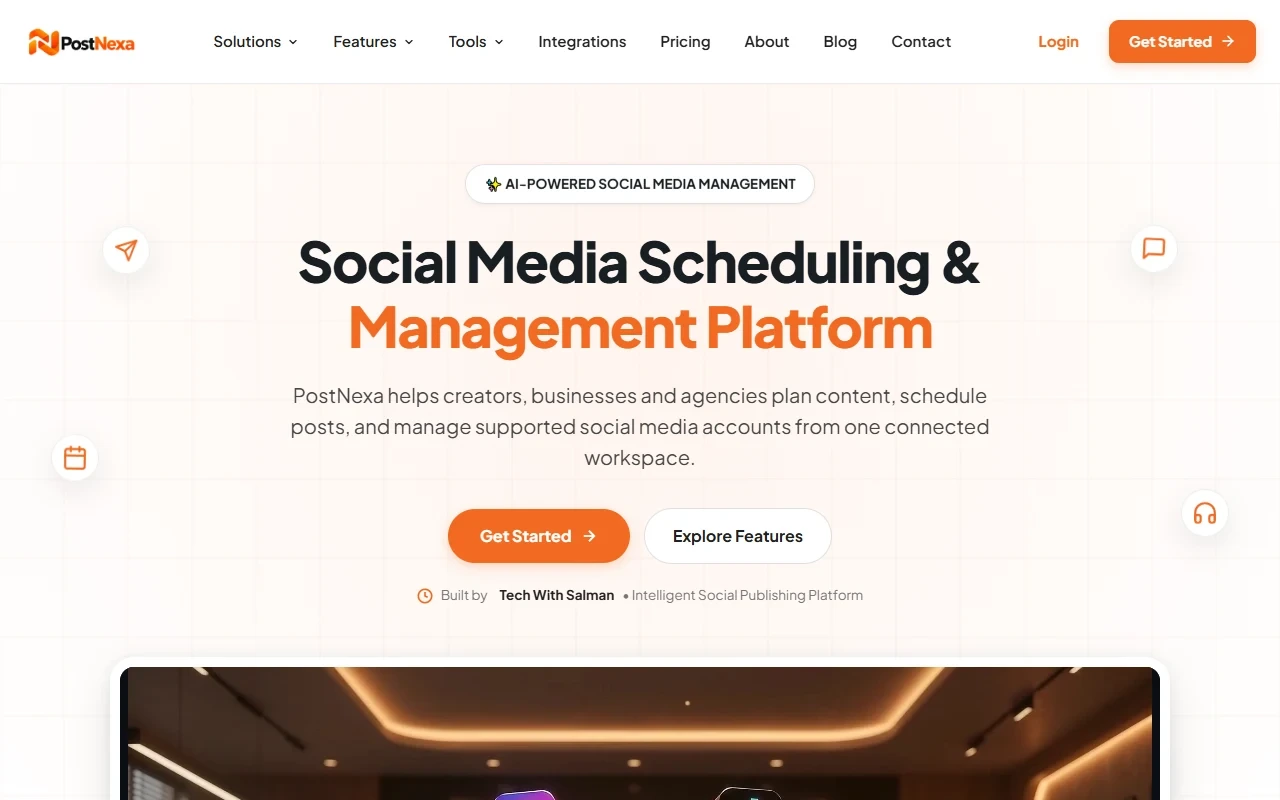 PostNexa
Solutions
Features
Tools
Integrations
Pricing
About
Blog
Contact
Login
Get Started
AI-POWERED SOCIAL MEDIA MANAGEMENT
Social Media Scheduling &
Management Platform
PostNexa helps creators, businesses and agencies plan content, schedule
posts, and manage supported social media accounts from one connected
workspace.
Get Started
Explore Features
Built by Tech With Salman • Intelligent Social Publishing Platform